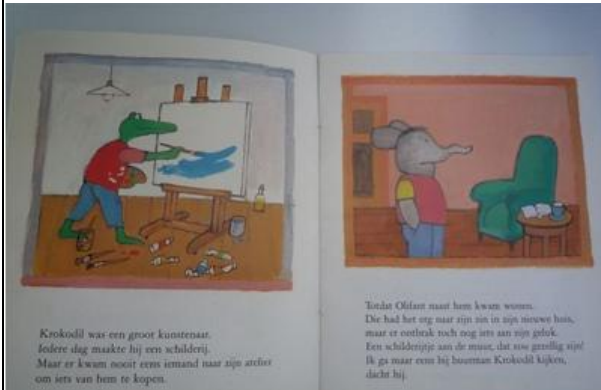 Krokodil was een groot kunstenaar.
Iedere dag maakte hij een schilderij.
Maar er kwam nooit eens iemand naar zijn atelier
om iets van hem te kopen.
Totdat Olifant naast hem kwam wonen.
Die had het erg naar zijn zin in zijn nieuwe huis,
maar er ontbrak toch nog iets aan zijn geluk.
Een schilderijtje aan de muur, dat zou gezellig zijn!
Ik ga maar eens bij buurman Krokodil kijken,
dacht hij.